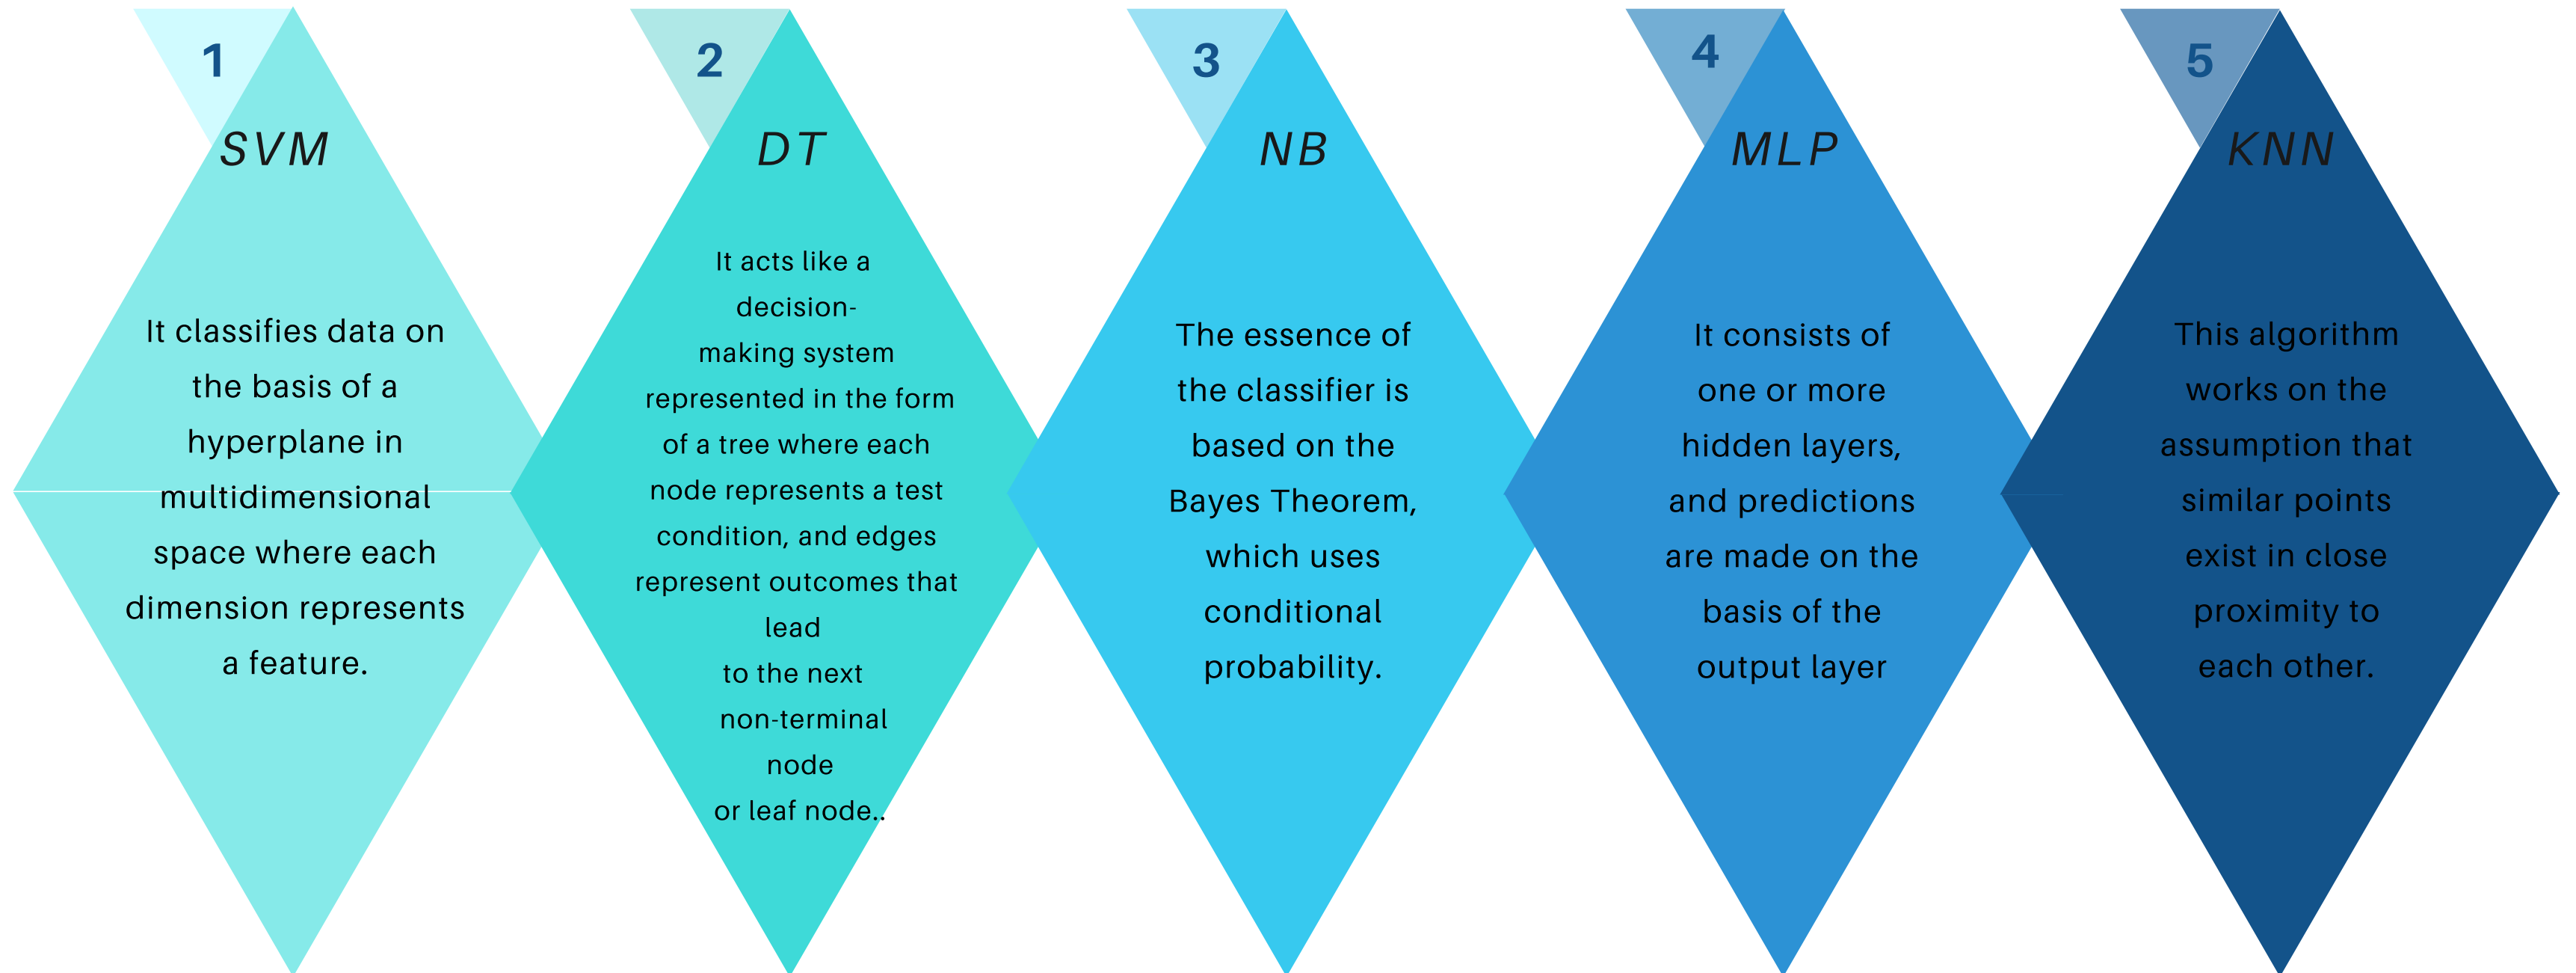 1
SVM
It classifies data on
the basis of a
hyperplane in
multidimensional
space where each
dimension represents
a feature.
2
DT
It acts like a
decision-
making system
represented in the form
of a tree where each
node represents a test
condition, and edges
represent outcomes that
lead
to the next
non-terminal
node
or leaf node..
3
NB
The essence of
the classifier is
based on the
Bayes Theorem,
which uses
conditional
probability.
4
MLP
It consists of
one or more
hidden layers,
and predictions
are made on the
basis of the
output layer
5
KNN
This algorithm
works on the
assumption that
similar points
exist in close
proximity to
each other.